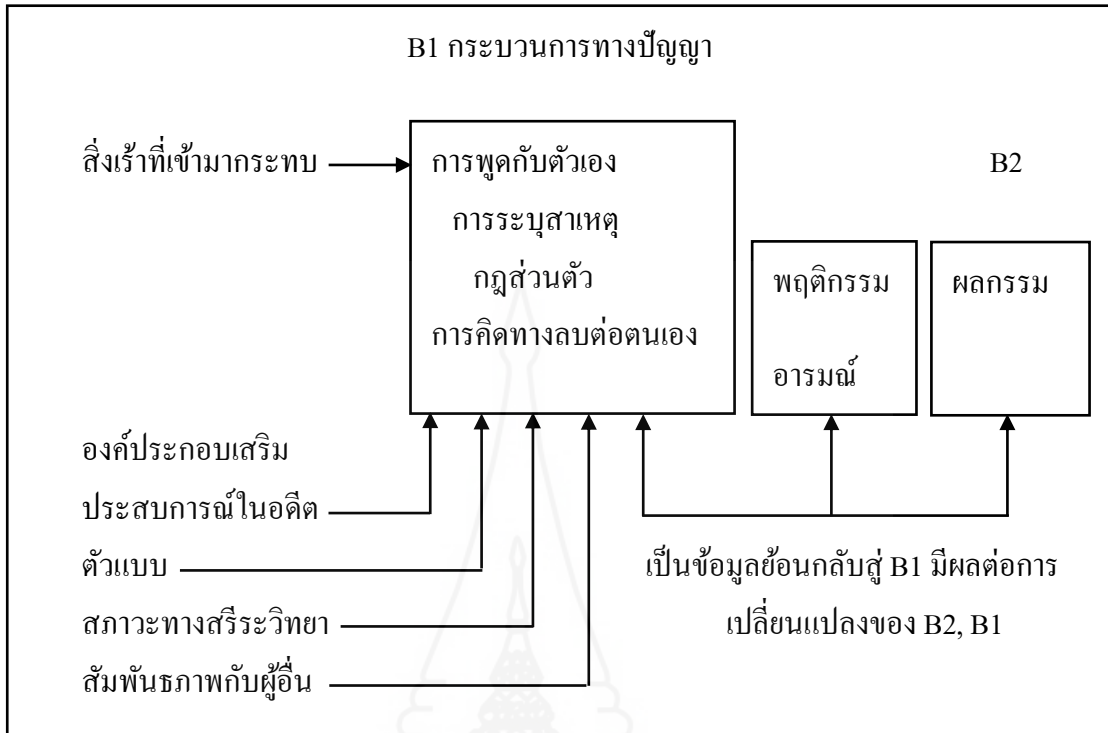 B1 กระบวนการทางปัญญา
สิ่งเร้าที่เข้ามากระทบ
การพูดกับตัวเอง
การระบุสาเหตุ
กฎส่วนตัว
การคิดทางลบต่อตนเอง
B2
พฤติกรรม
อารมณ์
ผลกรรม
องค์ประกอบเสริม
ประสบการณ์ในอดีต
ตัวแบบ
สภาวะทางสรีระวิทยา
สัมพันธภาพกับผู้อื่น
เป็นข้อมูลย้อนกลับสู่ B1 มีผลต่อการ
เปลี่ยนแปลงของ B2, B1